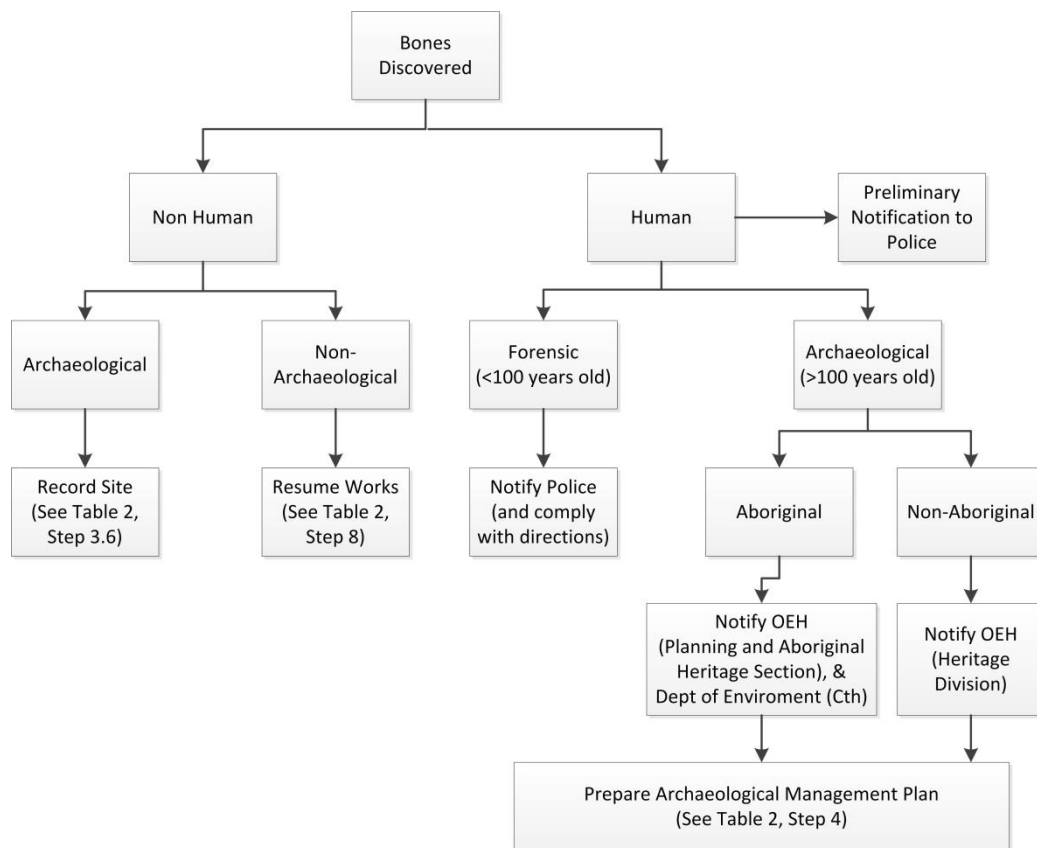 Bones
Discovered
Non Human
Human
Preliminary
Notification to
Police
Archaeological
Non-
Archaeological
Forensic
(<100 years old)
Archaeological
(>100 years old)
Record Site
(See Table 2,
Step 3.6)
Resume Works
(See Table 2,
Step 8)
Notify Police
(and comply
with directions)
Aboriginal
Non-Aboriginal
Notify OEH
(Planning and Aboriginal
Heritage Section), &
Dept of Enviroment (Cth)
Notify OEH
(Heritage
Division)
Prepare Archaeological Management Plan
(See Table 2, Step 4)